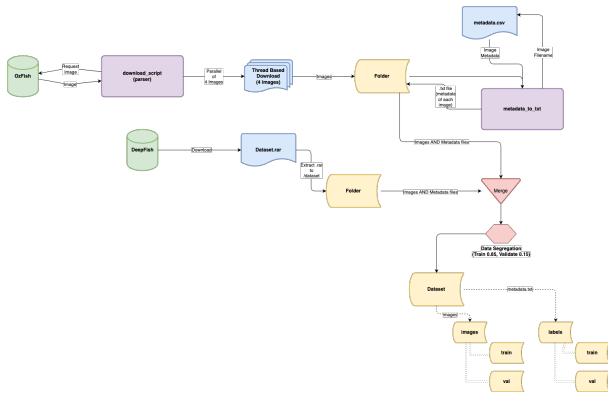 metadata.csv
Image
Metadata
Image
Filename
OzFish
Request
Image
Image
download_script
(parser)
Parallel
of
4 Images
Thread Based
Download
(4 Images)
Images
Folder
.txt file
(metadata
of each
image)
metadata_to_txt
Images AND Metadata files
DeepFish
Download
Dataset.rar
Extract .rar
to
/dataset
Folder
Images AND Metadata files
Merge
Data Segregation
(Train 0.85, Validate 0.15)
Dataset
(metadata.txt)
Images
images
labels
train
train
val
val